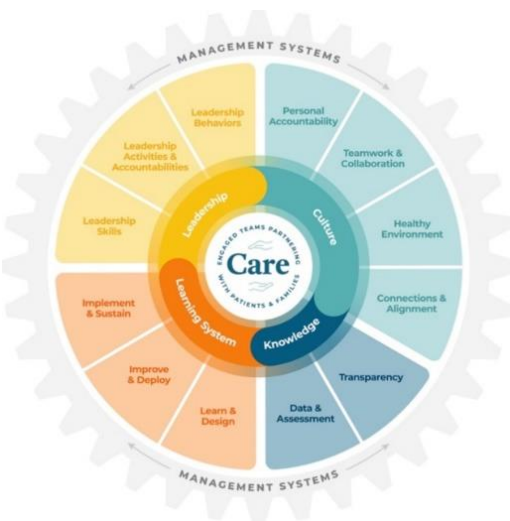 MANAGEMENT SYSTEMS
Leadership
Behaviors
Personal
Accountability
Leadership
Activities &
Accountabilities
Teamwork &
Collaboration
Leadership
Skills
Healthy
Environment
Leadership
Culture
ENGAGED TEAMS PARTNERING
Care
WITH PATIENTS & FAMILIES
Learning System
Knowledge
Implement
& Sustain
Connections &
Alignment
Improve
& Deploy
Transparency
Learn &
Design
Data &
Assessment
MANAGEMENT SYSTEMS